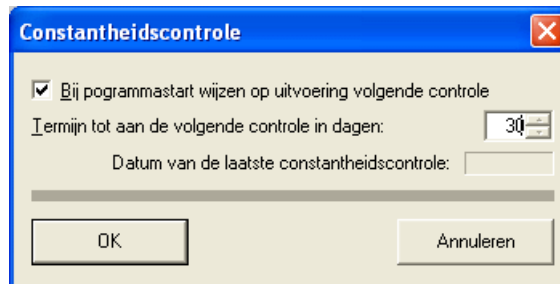 Constantheidscontrole
Bij pogrammastart wijzen op uitvoering volgende controle
Termijn tot aan de volgende controle in dagen: 30
Datum van de laatste constantheidscontrole:
OK Annuleren